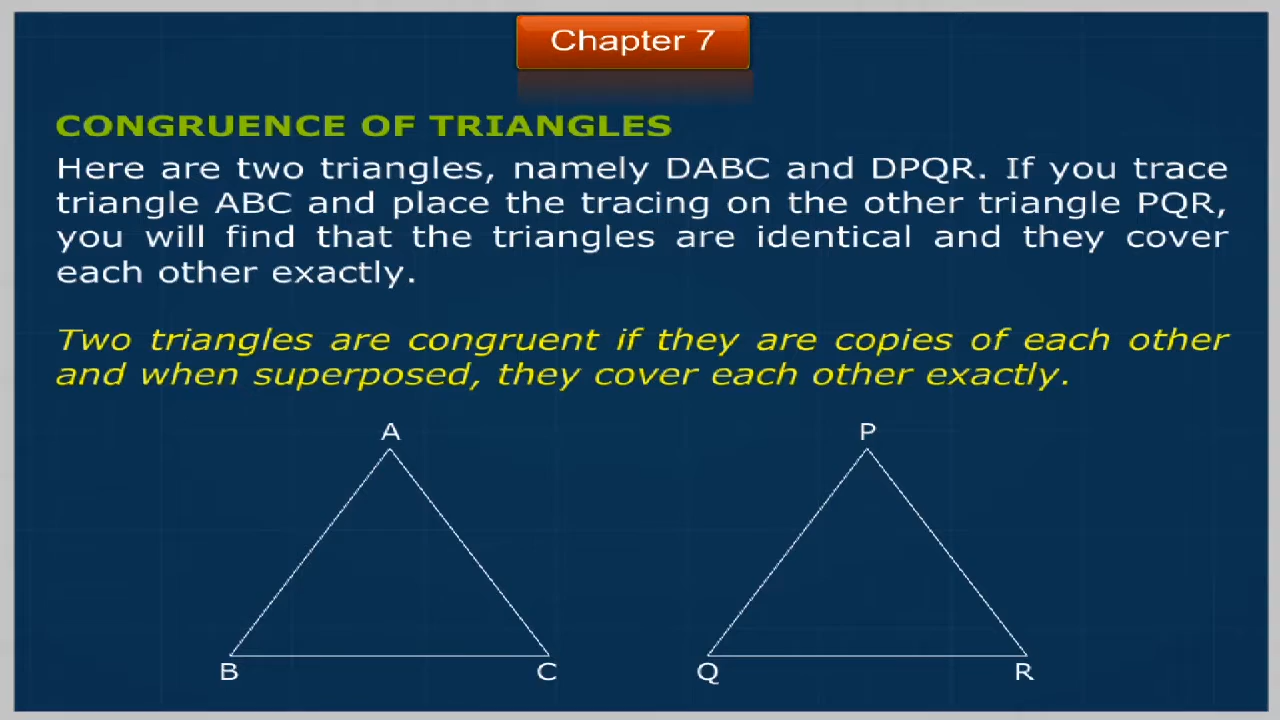 Chapter 7
CONGRUENCE OF TRIANGLES
Here are two triangles, namely DABC and DPQR. If you trace
triangle ABC and place the tracing on the other triangle PQR,
you will find that the triangles are identical and they cover
each other exactly.
Two triangles are congruent if they are copies of each other
and when superposed, they cover each other exactly.
A
P
B
C
Q
R